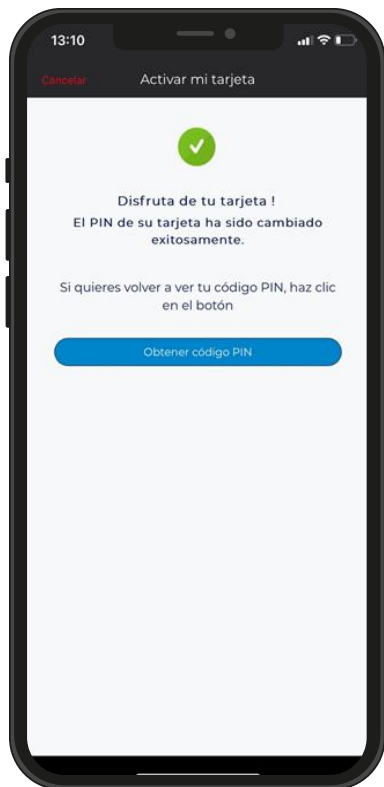 13:10
Cancelar Activar mi tarjeta
Disfruta de tu tarjeta !
El PIN de su tarjeta ha sido cambiado
exitosamente.
Si quieres volver a ver tu código PIN, haz clic
en el botón
Obtener código PIN